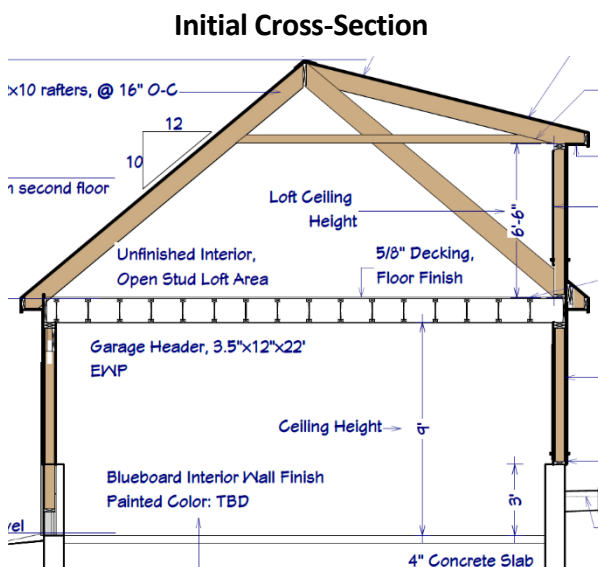 Initial Cross-Section
x10 rafters, @ 16" O-C
12
10
second floor
Loft Ceiling
Height
6'-6"
Unfinished Interior,
Open Stud Loft Area
5/8" Decking,
Floor Finish
Garage Header, 3.5"x12"x22'
EWP
Ceiling Height
9'
Blueboard Interior Wall Finish
Painted Color: TBD
3'
4" Concrete Slab